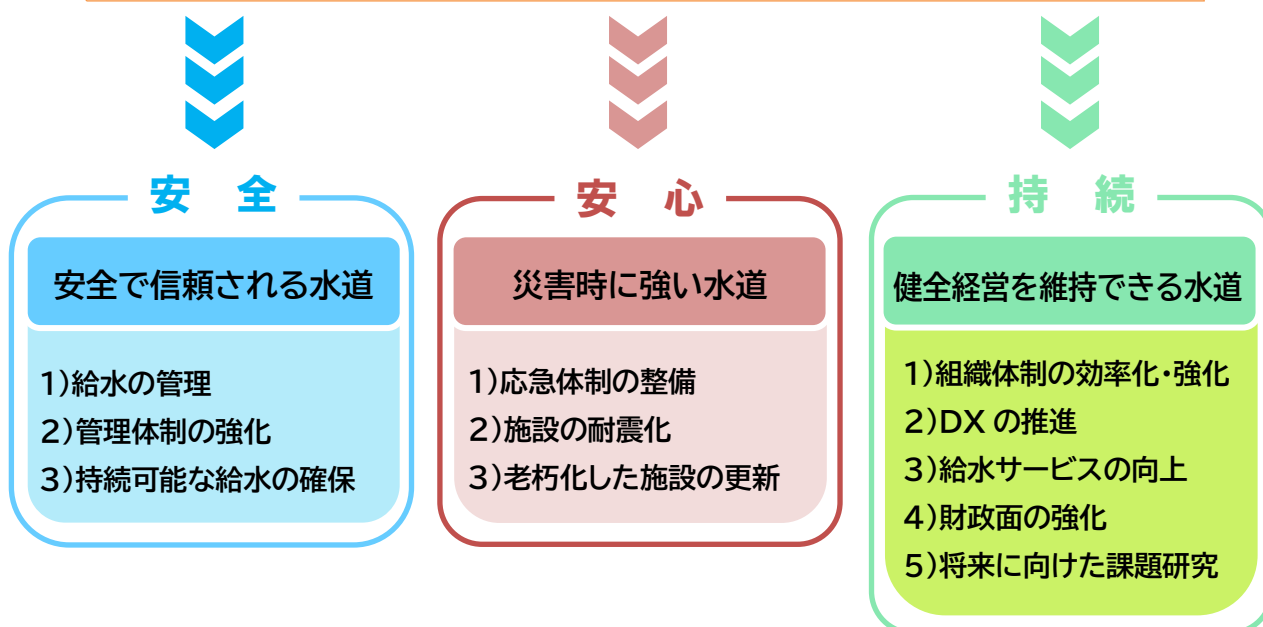 安 全
安全で信頼される水道
1)給水の管理
2)管理体制の強化
3)持続可能な給水の確保
安 心
災害時に強い水道
1)応急体制の整備
2)施設の耐震化
3)老朽化した施設の更新
持 続
健全経営を維持できる水道
1)組織体制の効率化・強化
2)DX の推進
3)給水サービスの向上
4)財政面の強化
5)将来に向けた課題研究